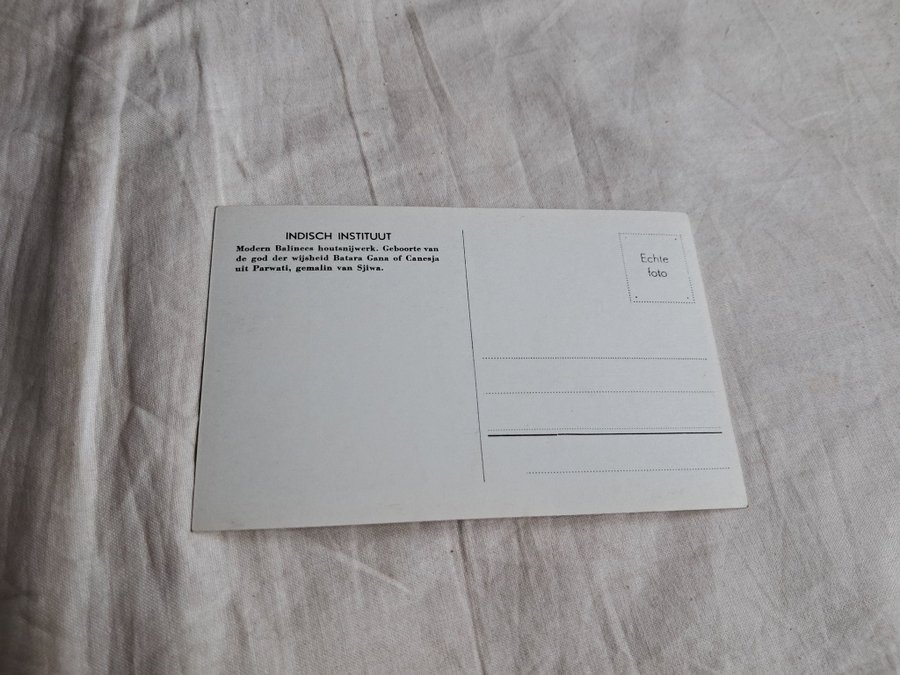 INDISCH INSTITUUT
Modern Balinees houtsnijwerk. Geboorte van
de god der wijsheid Batara Gana of Canesja
uit Parwati, gemalin van Sjiwa.
Echte
foto